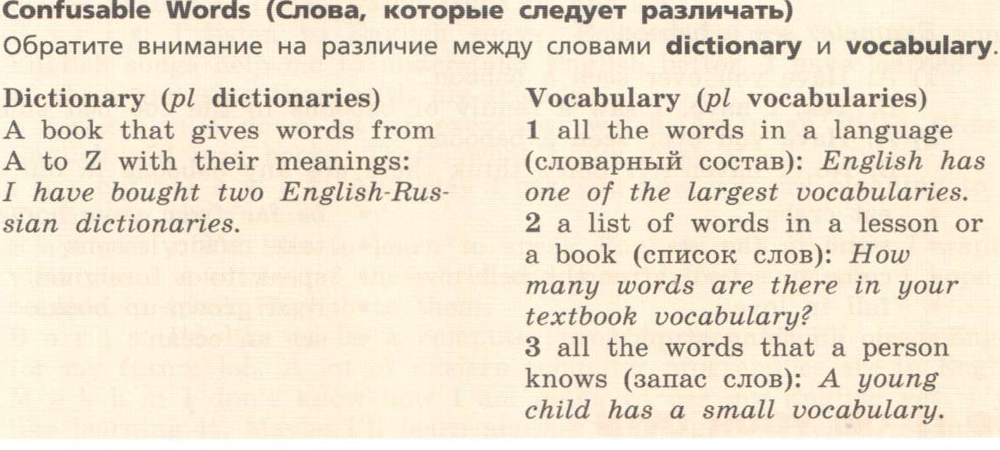 Confusable Words (Слова, которые следует различать)
Обратите внимание на различие между словами dictionary и vocabulary.
Dictionary (pl dictionaries)
A book that gives words from
A to Z with their meanings:
I have bought two English-Rus-
sian dictionaries.
Vocabulary (pl vocabularies)
1 all the words in a language
(словарный состав): English has
one of the largest vocabularies.
2 a list of words in a lesson or
a book (список слов): How
many words are there in your
textbook vocabulary?
3 all the words that a person
knows (запас слов): A young
child has a small vocabulary.